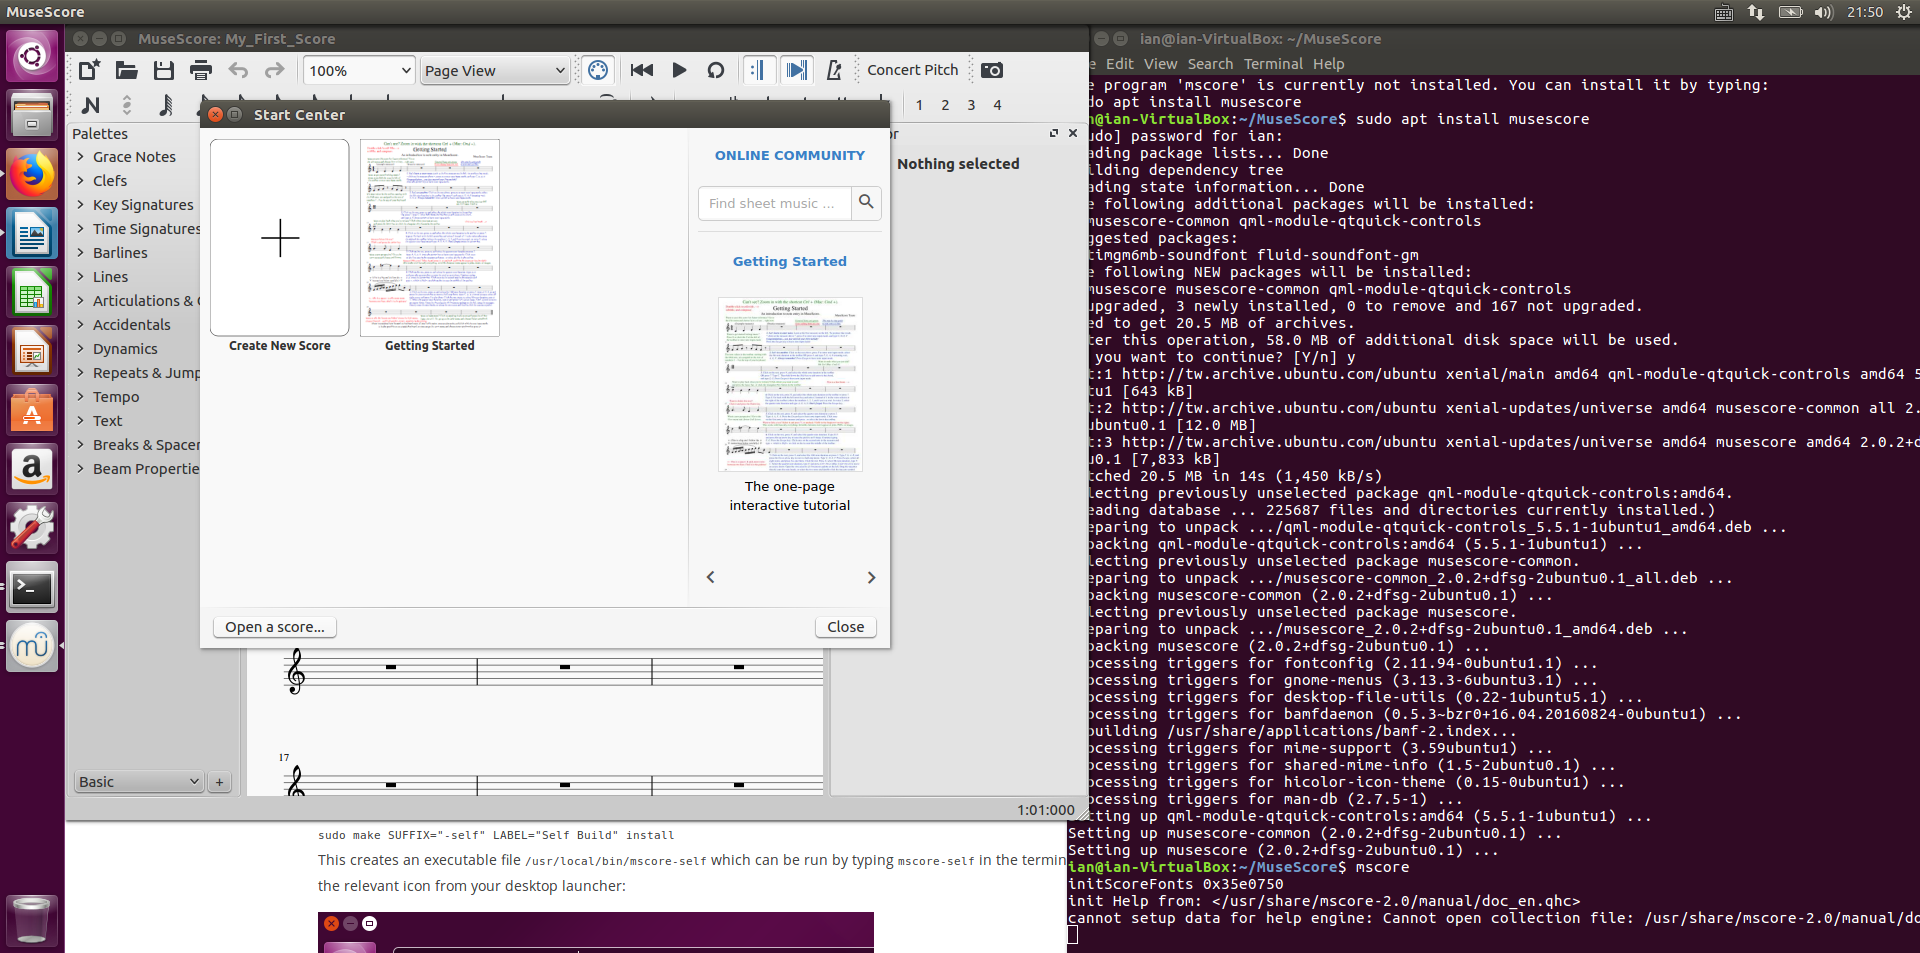 MuseScore
21:50
MuseScore: My_First_Score
100%
Page View
Concert Pitch
1 2 3 4
Palettes
Grace Notes
Clefs
Key Signatures
Time Signatures
Barlines
Lines
Articulations &
Accidentals
Dynamics
Repeats & Jump
Tempo
Text
Breaks & Spacer
Beam Propertie
Basic
+
Start Center
Create New Score
Getting Started
ONLINE COMMUNITY
Find sheet music ...
Getting Started
The one-page
interactive tutorial
Open a score...
Close
or
Nothing selected
17
1:01:000
sudo make SUFFIX="-self" LABEL="Self Build" install
This creates an executable file /usr/local/bin/mscore-self which can be run by typing mscore-self in the termin
the relevant icon from your desktop launcher:
ian@ian-VirtualBox: ~/MuseScore
e Edit View Search Terminal Help
e program 'mscore' is currently not installed. You can install it by typing:
do apt install musescore
n@ian-VirtualBox:~/MuseScore$ sudo apt install musescore
udo] password for ian:
ading package lists... Done
ilding dependency tree
ading state information... Done
e following additional packages will be installed:
musescore-common qml-module-qtquick-controls
ggested packages:
timgm6mb-soundfont fluid-soundfont-gm
e following NEW packages will be installed:
musescore musescore-common qml-module-qtquick-controls
upgraded, 3 newly installed, 0 to remove and 167 not upgraded.
ed to get 20.5 MB of archives.
ter this operation, 58.0 MB of additional disk space will be used.
you want to continue? [Y/n] y
t:1 http://tw.archive.ubuntu.com/ubuntu xenial/main amd64 qml-module-qtquick-controls amd64 5
tu1 [643 kB]
t:2 http://tw.archive.ubuntu.com/ubuntu xenial-updates/universe amd64 musescore-common all 2.
ubuntu0.1 [12.0 MB]
t:3 http://tw.archive.ubuntu.com/ubuntu xenial-updates/universe amd64 musescore amd64 2.0.2+d
u0.1 [7,833 kB]
tched 20.5 MB in 14s (1,450 kB/s)
lecting previously unselected package qml-module-qtquick-controls:amd64.
eading database ... 225687 files and directories currently installed.)
eparing to unpack .../qml-module-qtquick-controls_5.5.1-1ubuntu1_amd64.deb ...
packing qml-module-qtquick-controls:amd64 (5.5.1-1ubuntu1) ...
lecting previously unselected package musescore-common.
eparing to unpack .../musescore-common_2.0.2+dfsg-2ubuntu0.1_all.deb ...
packing musescore-common (2.0.2+dfsg-2ubuntu0.1) ...
lecting previously unselected package musescore.
eparing to unpack .../musescore_2.0.2+dfsg-2ubuntu0.1_amd64.deb ...
packing musescore (2.0.2+dfsg-2ubuntu0.1) ...
ocessing triggers for fontconfig (2.11.94-0ubuntu1.1) ...
ocessing triggers for gnome-menus (3.13.3-6ubuntu3.1) ...
ocessing triggers for desktop-file-utils (0.22-1ubuntu5.1) ...
ocessing triggers for bamfdaemon (0.5.3~bzr0+16.04.20160824-0ubuntu1) ...
building /usr/share/applications/bamf-2.index...
ocessing triggers for mime-support (3.59ubuntu1) ...
ocessing triggers for shared-mime-info (1.5-2ubuntu0.1) ...
ocessing triggers for hicolor-icon-theme (0.15-0ubuntu1) ...
ocessing triggers for man-db (2.7.5-1) ...
tting up qml-module-qtquick-controls:amd64 (5.5.1-1ubuntu1) ...
Setting up musescore-common (2.0.2+dfsg-2ubuntu0.1) ...
Setting up musescore (2.0.2+dfsg-2ubuntu0.1) ...
ian@ian-VirtualBox:~/MuseScore$ mscore
initScoreFonts 0x35e0750
init Help from: </usr/share/mscore-2.0/manual/doc_en.qhc>
cannot setup data for help engine: Cannot open collection file: /usr/share/mscore-2.0/manual/do